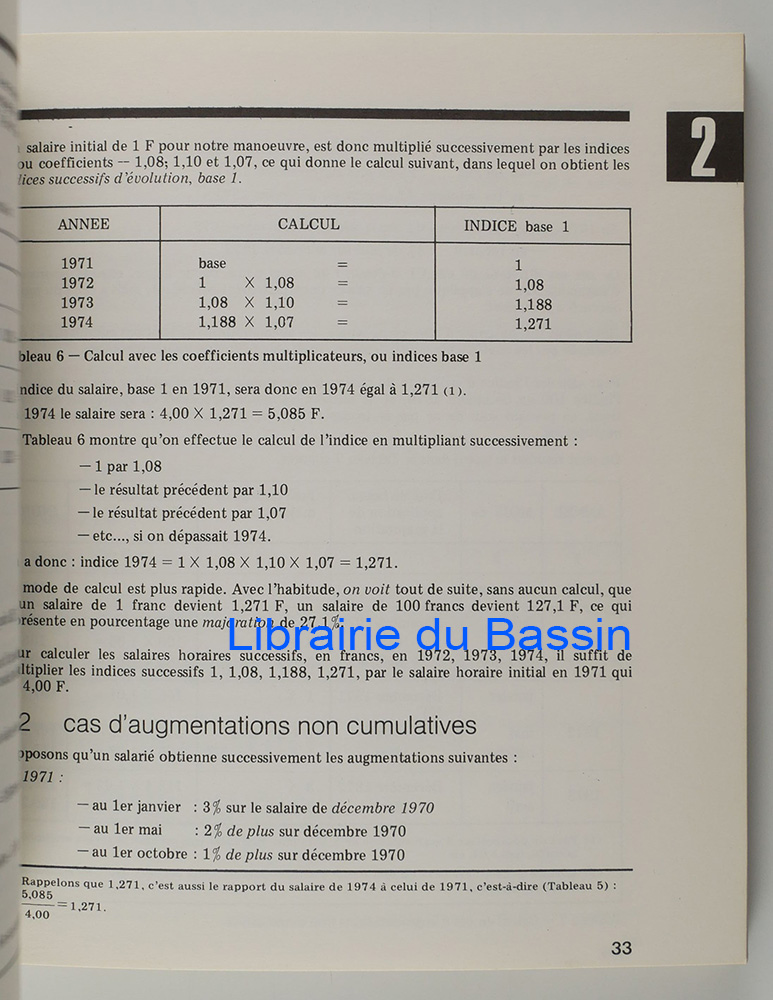 2
salaire initial de 1 F pour notre manoeuvre, est donc multiplié successivement par les indices
ou coefficients — 1,08; 1,10 et 1,07, ce qui donne le calcul suivant, dans lequel on obtient les
successifs d'évolution, base 1.
ANNEE CALCUL INDICE base 1
1971 base = 1
1972 1 X 1,08 = 1,08
1973 1,08 X 1,10 = 1,188
1974 1,188 X 1,07 = 1,271
bleau 6 — Calcul avec les coefficients multiplicateurs, ou indices base 1
ndice du salaire, base 1 en 1971, sera donc en 1974 égal à 1,271 (1).
1974 le salaire sera : 4,00 X 1,271 = 5,085 F.
Tableau 6 montre qu'on effectue le calcul de l'indice en multipliant successivement :
— 1 par 1,08
— le résultat précédent par 1,10
— le résultat précédent par 1,07
— etc..., si on dépassait 1974.
a donc : indice 1974 = 1 X 1,08 X 1,10 X 1,07 = 1,271.
mode de calcul est plus rapide. Avec l'habitude, on voit tout de suite, sans aucun calcul, que
un salaire de 1 franc devient 1,271 F, un salaire de 100 francs devient 127,1 F, ce qui
résente en pourcentage une majoration de 27,1 %.
Librairie du Bassin
ur calculer les salaires horaires successifs, en francs, en 1972, 1973, 1974, il suffit de
ltiplier les indices successifs 1, 1,08, 1,188, 1,271, par le salaire horaire initial en 1971 qui
4,00 F.
2 cas d'augmentations non cumulatives
pposons qu'un salarié obtienne successivement les augmentations suivantes :
1971 :
— au 1er janvier : 3% sur le salaire de décembre 1970
— au 1er mai : 2% de plus sur décembre 1970
— au 1er octobre : 1% de plus sur décembre 1970
Rappelons que 1,271, c'est aussi le rapport du salaire de 1974 à celui de 1971, c'est-à-dire (Tableau 5) :
5,085
4,00 = 1,271.
33